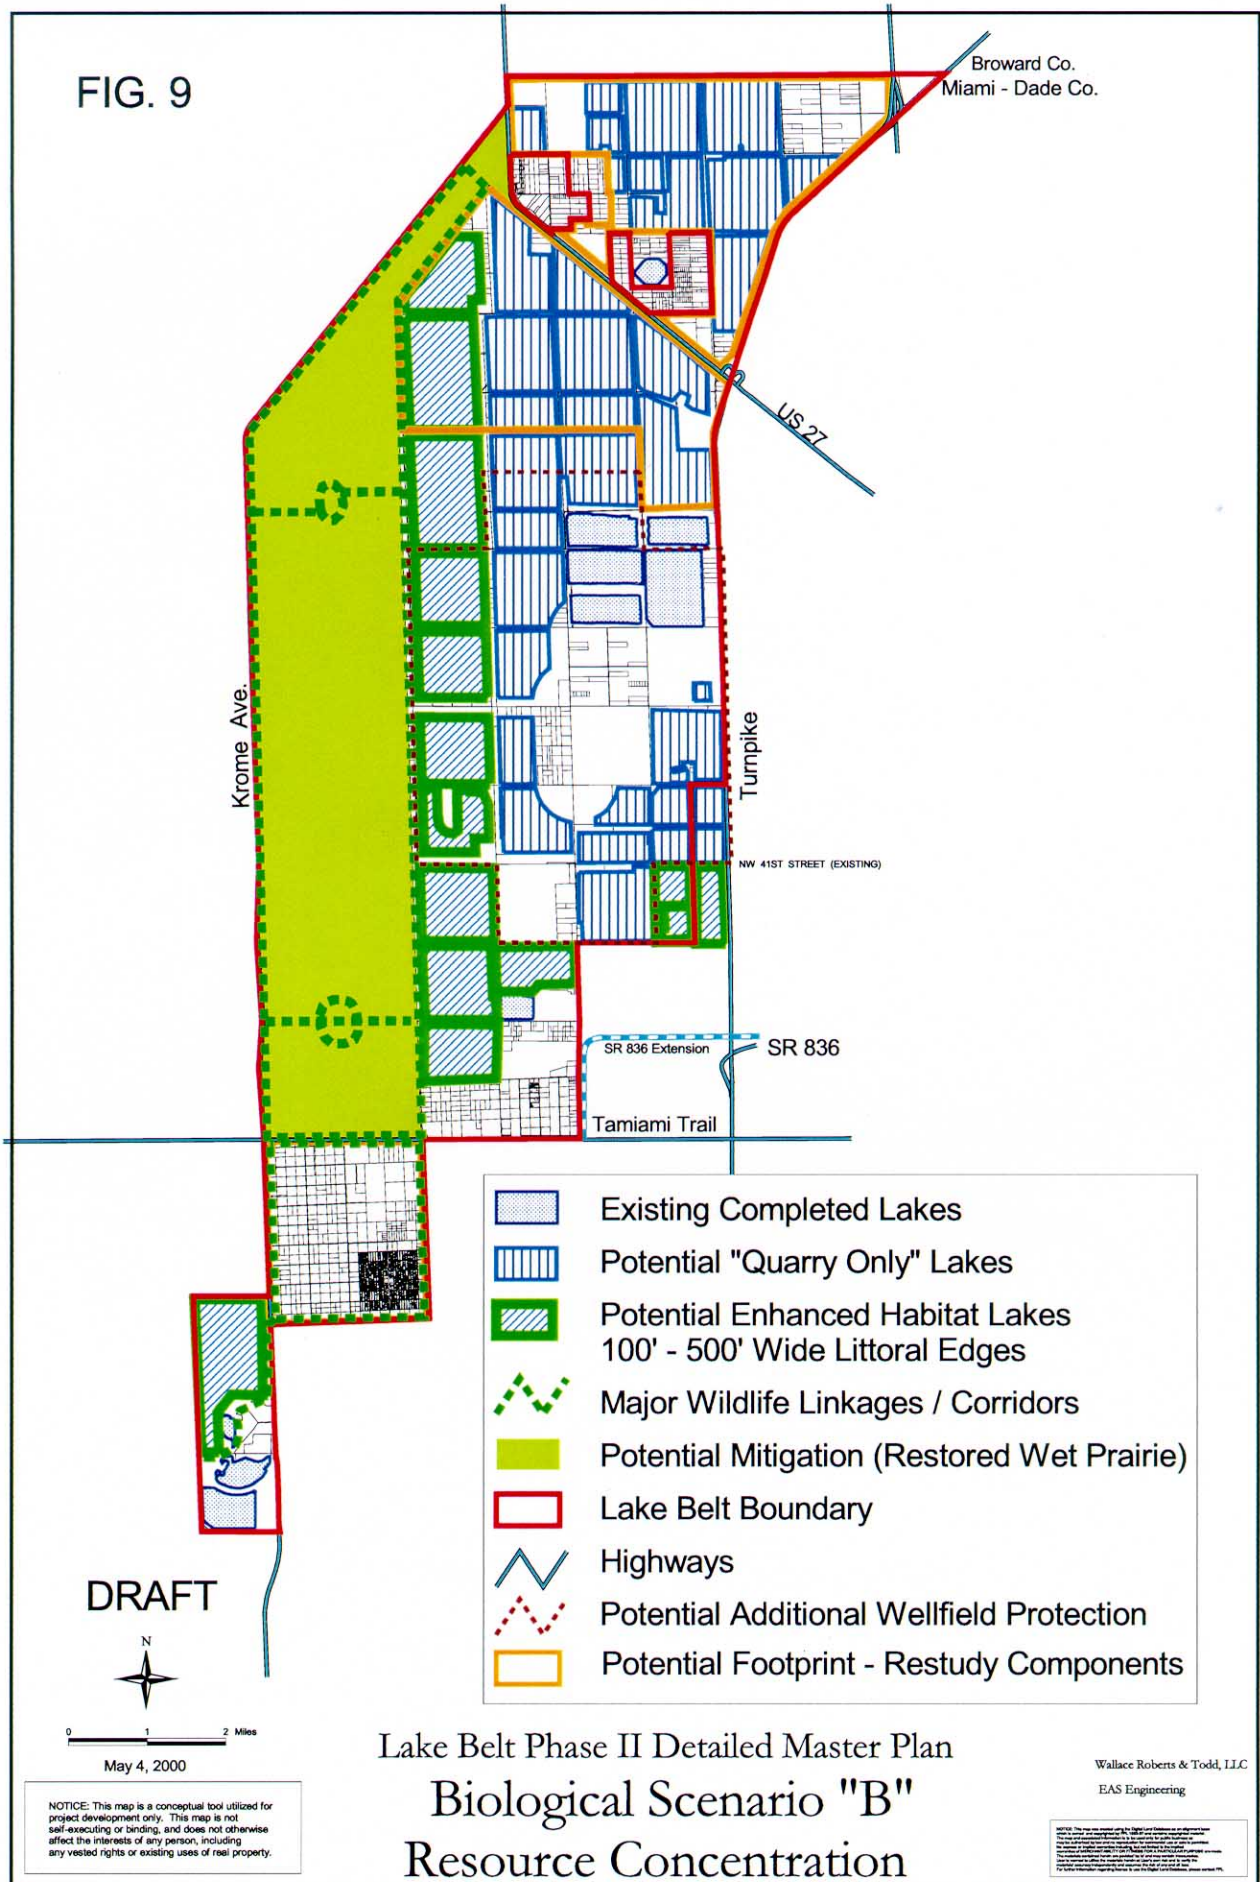 FIG. 9
Broward Co.
Miami - Dade Co.
US 27
Krome Ave.
Turnpike
NW 41ST STREET (EXISTING)
SR 836 Extension
SR 836
Tamiami Trail
Existing Completed Lakes
Potential "Quarry Only" Lakes
Potential Enhanced Habitat Lakes
100' - 500' Wide Littoral Edges
Major Wildlife Linkages / Corridors
Potential Mitigation (Restored Wet Prairie)
Lake Belt Boundary
Highways
Potential Additional Wellfield Protection
Potential Footprint - Restudy Components
DRAFT
N
0 1 2 Miles
May 4, 2000
NOTICE: This map is a conceptual tool utilized for
project development only. This map is not
self-executing or binding, and does not otherwise
affect the interests of any person, including
any vested rights or existing uses of real property.
Lake Belt Phase II Detailed Master Plan
Biological Scenario "B"
Resource Concentration
Wallace Roberts & Todd, LLC
EAS Engineering